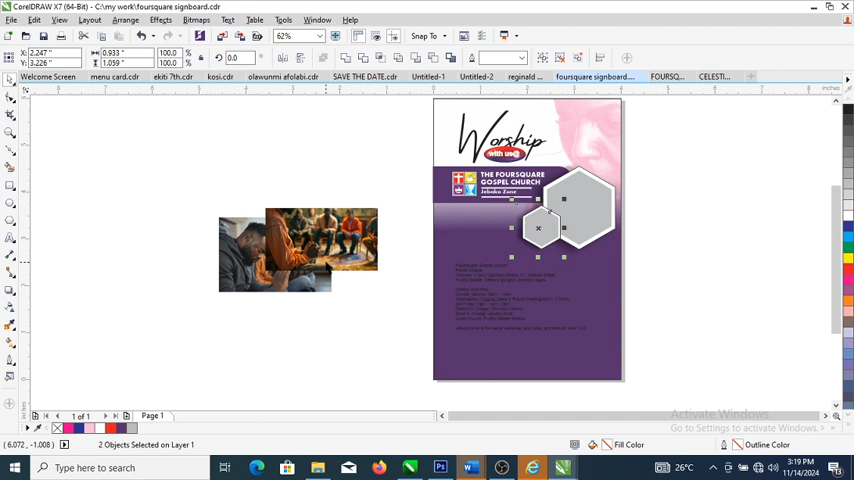 CorelDRAW X7 (64-Bit) - C:\my work\foursquare signboard.cdr
File Edit View Layout Arrange Effects Bitmaps Text Table Tools Window Help
62% Snap To
X: 2.247 " 0.933 " 100.0 %
Y: 3.226 " 1.059 " 100.0 %
0.0 °
Welcome Screen menu card.cdr ekiti 7th.cdr kosi.cdr olawunmi afolabi.cdr SAVE THE DATE.cdr Untitled-1 Untitled-2 reginald ... foursquare signboard.... FOURSQ... CELESTI...
inches
Worship
with us@
THE FOURSQUARE
GOSPEL CHURCH
Jebako Zone
Foursquare Gospel Church
1 of 1 Page 1
Activate Windows
Go to Settings to activate Windows.
( 6.072 , -1.008 ) 2 Objects Selected on Layer 1 Fill Color Outline Color
Type here to search
26°C
3:19 PM
11/14/2024
13